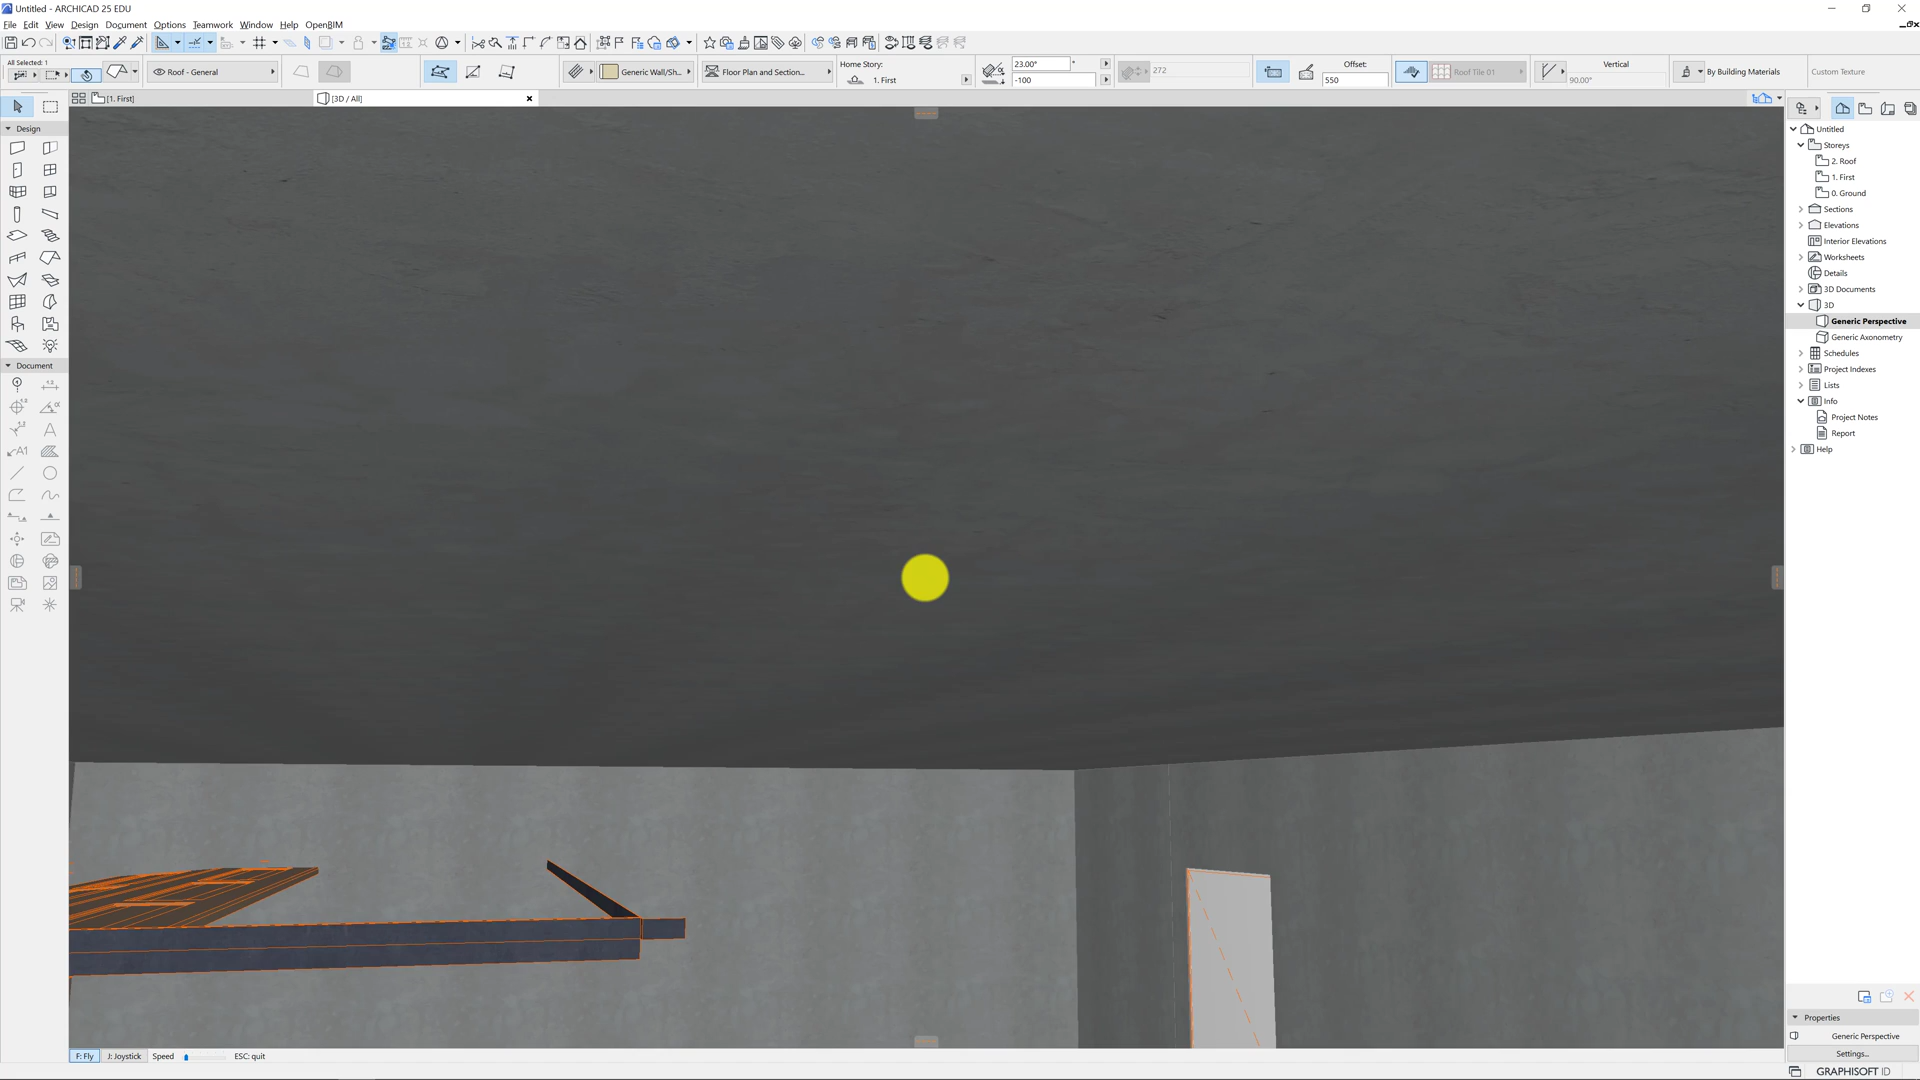 Untitled - ARCHICAD 25 EDU
File Edit View Design Document Options Teamwork Window Help OpenBIM
All Selected: 1
Roof - General
Generic Wall/Sh...
Floor Plan and Section...
Home Story:
1. First
23.00°
-100
272
Offset:
550
Roof Tile 01
Vertical
90.00°
By Building Materials
Custom Texture
[1. First]
[3D / All]
Design
Document
Untitled
Storeys
2. Roof
1. First
0. Ground
Sections
Elevations
Interior Elevations
Worksheets
Details
3D Documents
3D
Generic Perspective
Generic Axonometry
Schedules
Project Indexes
Lists
Info
Project Notes
Report
Help
Properties
Generic Perspective
Settings...
F: Fly J: Joystick Speed ESC: quit
GRAPHISOFT ID